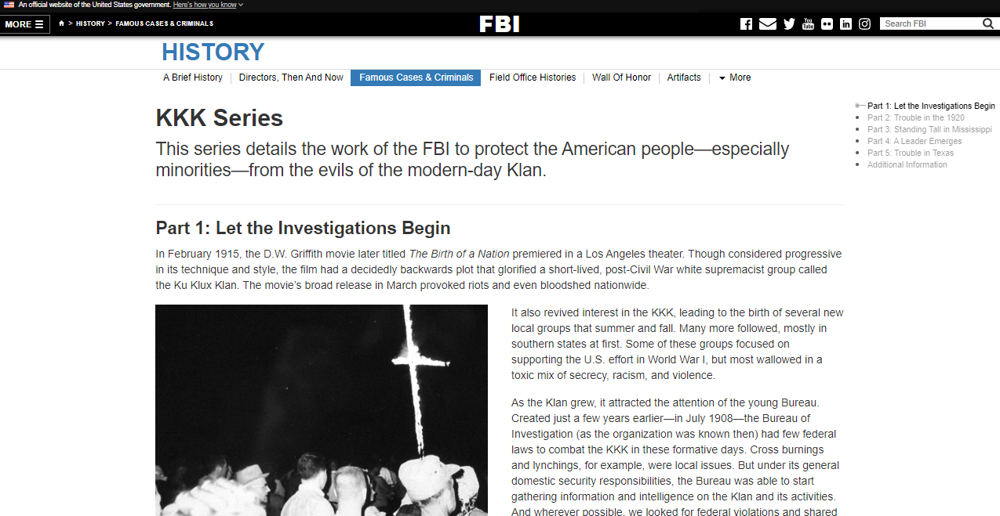 An official website of the United States government. Here's how you know
MORE
> HISTORY > FAMOUS CASES & CRIMINALS
FBI
You
Tube
in
Search FBI
HISTORY
A Brief History
Directors, Then And Now
Famous Cases & Criminals
Field Office Histories
Wall Of Honor
Artifacts
More
KKK Series
This series details the work of the FBI to protect the American people—especially
minorities—from the evils of the modern-day Klan.
Part 1: Let the Investigations Begin
Part 2: Trouble in the 1920
Part 3: Standing Tall in Mississippi
Part 4: A Leader Emerges
Part 5: Trouble in Texas
Additional Information
Part 1: Let the Investigations Begin
In February 1915, the D.W. Griffith movie later titled The Birth of a Nation premiered in a Los Angeles theater. Though considered progressive
in its technique and style, the film had a decidedly backwards plot that glorified a short-lived, post-Civil War white supremacist group called
the Ku Klux Klan. The movie's broad release in March provoked riots and even bloodshed nationwide.
It also revived interest in the KKK, leading to the birth of several new
local groups that summer and fall. Many more followed, mostly in
southern states at first. Some of these groups focused on
supporting the U.S. effort in World War I, but most wallowed in a
toxic mix of secrecy, racism, and violence.
As the Klan grew, it attracted the attention of the young Bureau.
Created just a few years earlier—in July 1908—the Bureau of
Investigation (as the organization was known then) had few federal
laws to combat the KKK in these formative days. Cross burnings
and lynchings, for example, were local issues. But under its general
domestic security responsibilities, the Bureau was able to start
gathering information and intelligence on the Klan and its activities.
And wherever possible, we looked for federal violations and shared